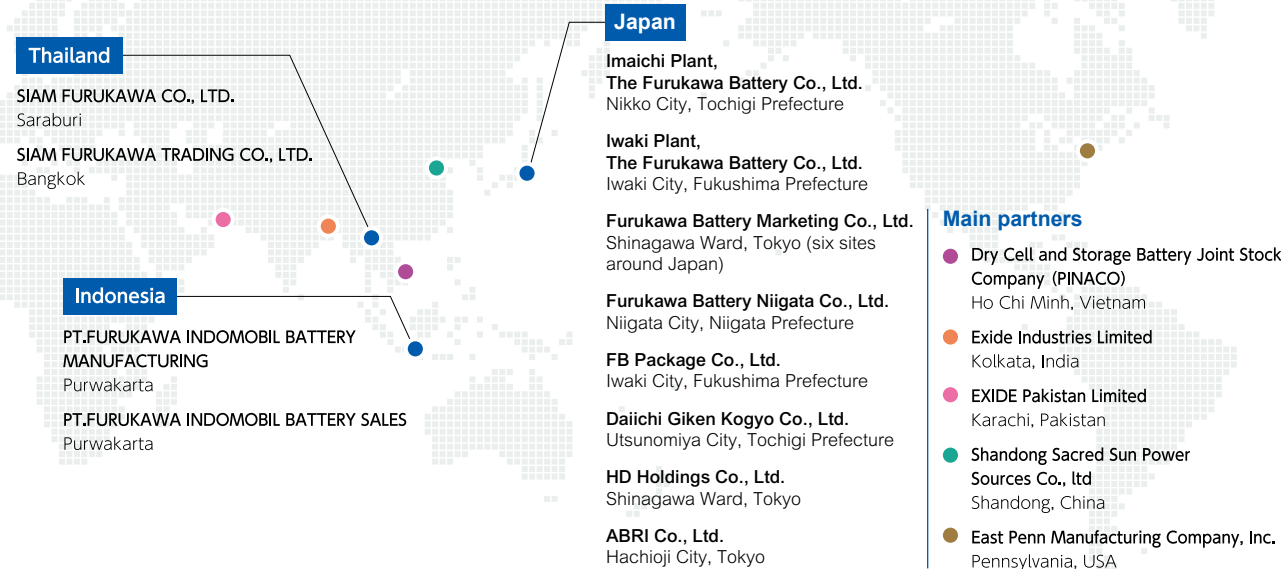 Thailand
SIAM FURUKAWA CO., LTD.
Saraburi
SIAM FURUKAWA TRADING CO., LTD.
Bangkok
Indonesia
PT.FURUKAWA INDOMOBIL BATTERY
MANUFACTURING
Purwakarta
PT.FURUKAWA INDOMOBIL BATTERY SALES
Purwakarta
Japan
Imaichi Plant,
The Furukawa Battery Co., Ltd.
Nikko City, Tochigi Prefecture
Iwaki Plant,
The Furukawa Battery Co., Ltd.
Iwaki City, Fukushima Prefecture
Furukawa Battery Marketing Co., Ltd.
Shinagawa Ward, Tokyo (six sites
around Japan)
Furukawa Battery Niigata Co., Ltd.
Niigata City, Niigata Prefecture
FB Package Co., Ltd.
Iwaki City, Fukushima Prefecture
Daiichi Giken Kogyo Co., Ltd.
Utsunomiya City, Tochigi Prefecture
HD Holdings Co., Ltd.
Shinagawa Ward, Tokyo
ABRI Co., Ltd.
Hachioji City, Tokyo
Main partners
Dry Cell and Storage Battery Joint Stock
Company (PINACO)
Ho Chi Minh, Vietnam
Exide Industries Limited
Kolkata, India
EXIDE Pakistan Limited
Karachi, Pakistan
Shandong Sacred Sun Power
Sources Co., ltd
Shandong, China
East Penn Manufacturing Company, Inc.
Pennsylvania, USA